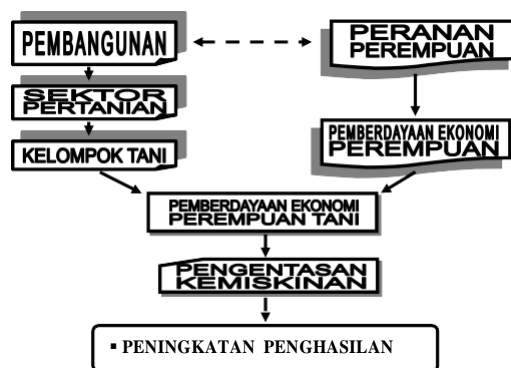 PEMBANGUNAN
PERANAN
PEREMPUAN
SEKTOR
PERTANIAN
KELOMPOK TANI
PEMBERDAYAAN EKONOMI
PEREMPUAN
PEMBERDAYAAN EKONOMI
PEREMPUAN TANI
PENGENTASAN
KEMISKINAN
▪ PENINGKATAN PENGHASILAN